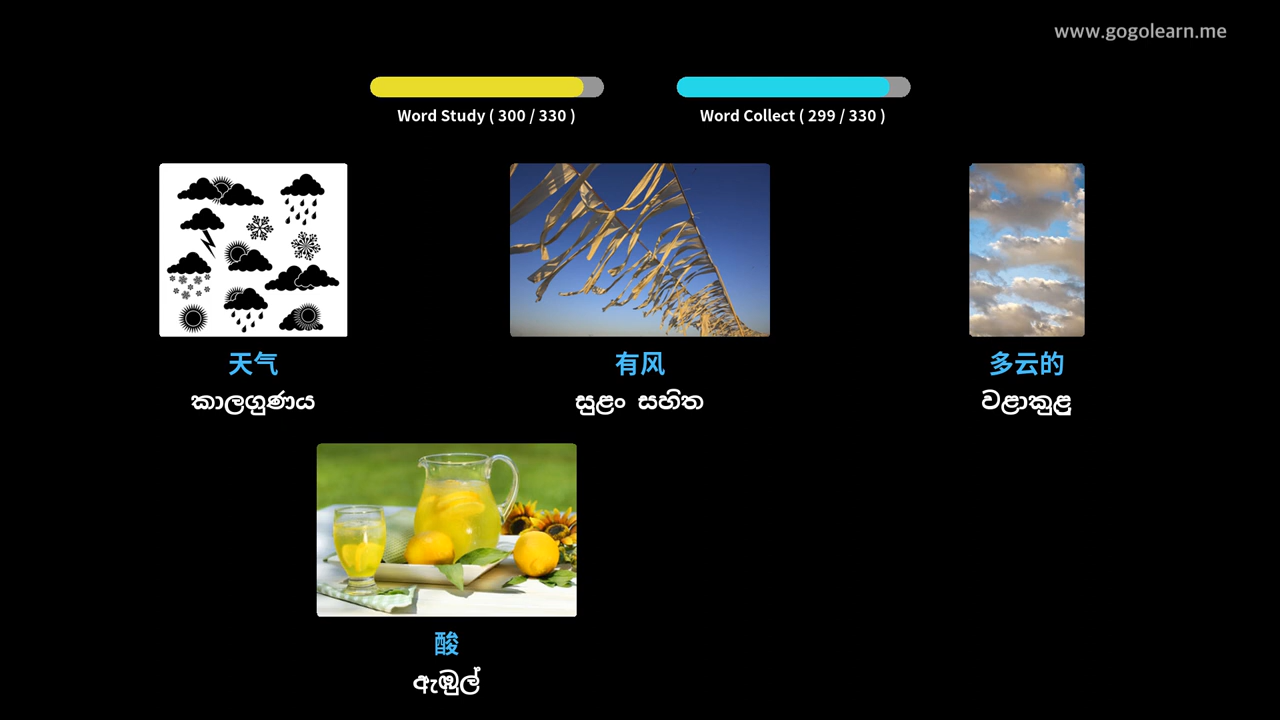 www.gogolearn.me
Word Study ( 300 / 330 )
Word Collect ( 299 / 330 )
天气
කාලගුණය
有风
සුළං සහිත
多云的
වළාකුළ
酸
ඇඹුල්